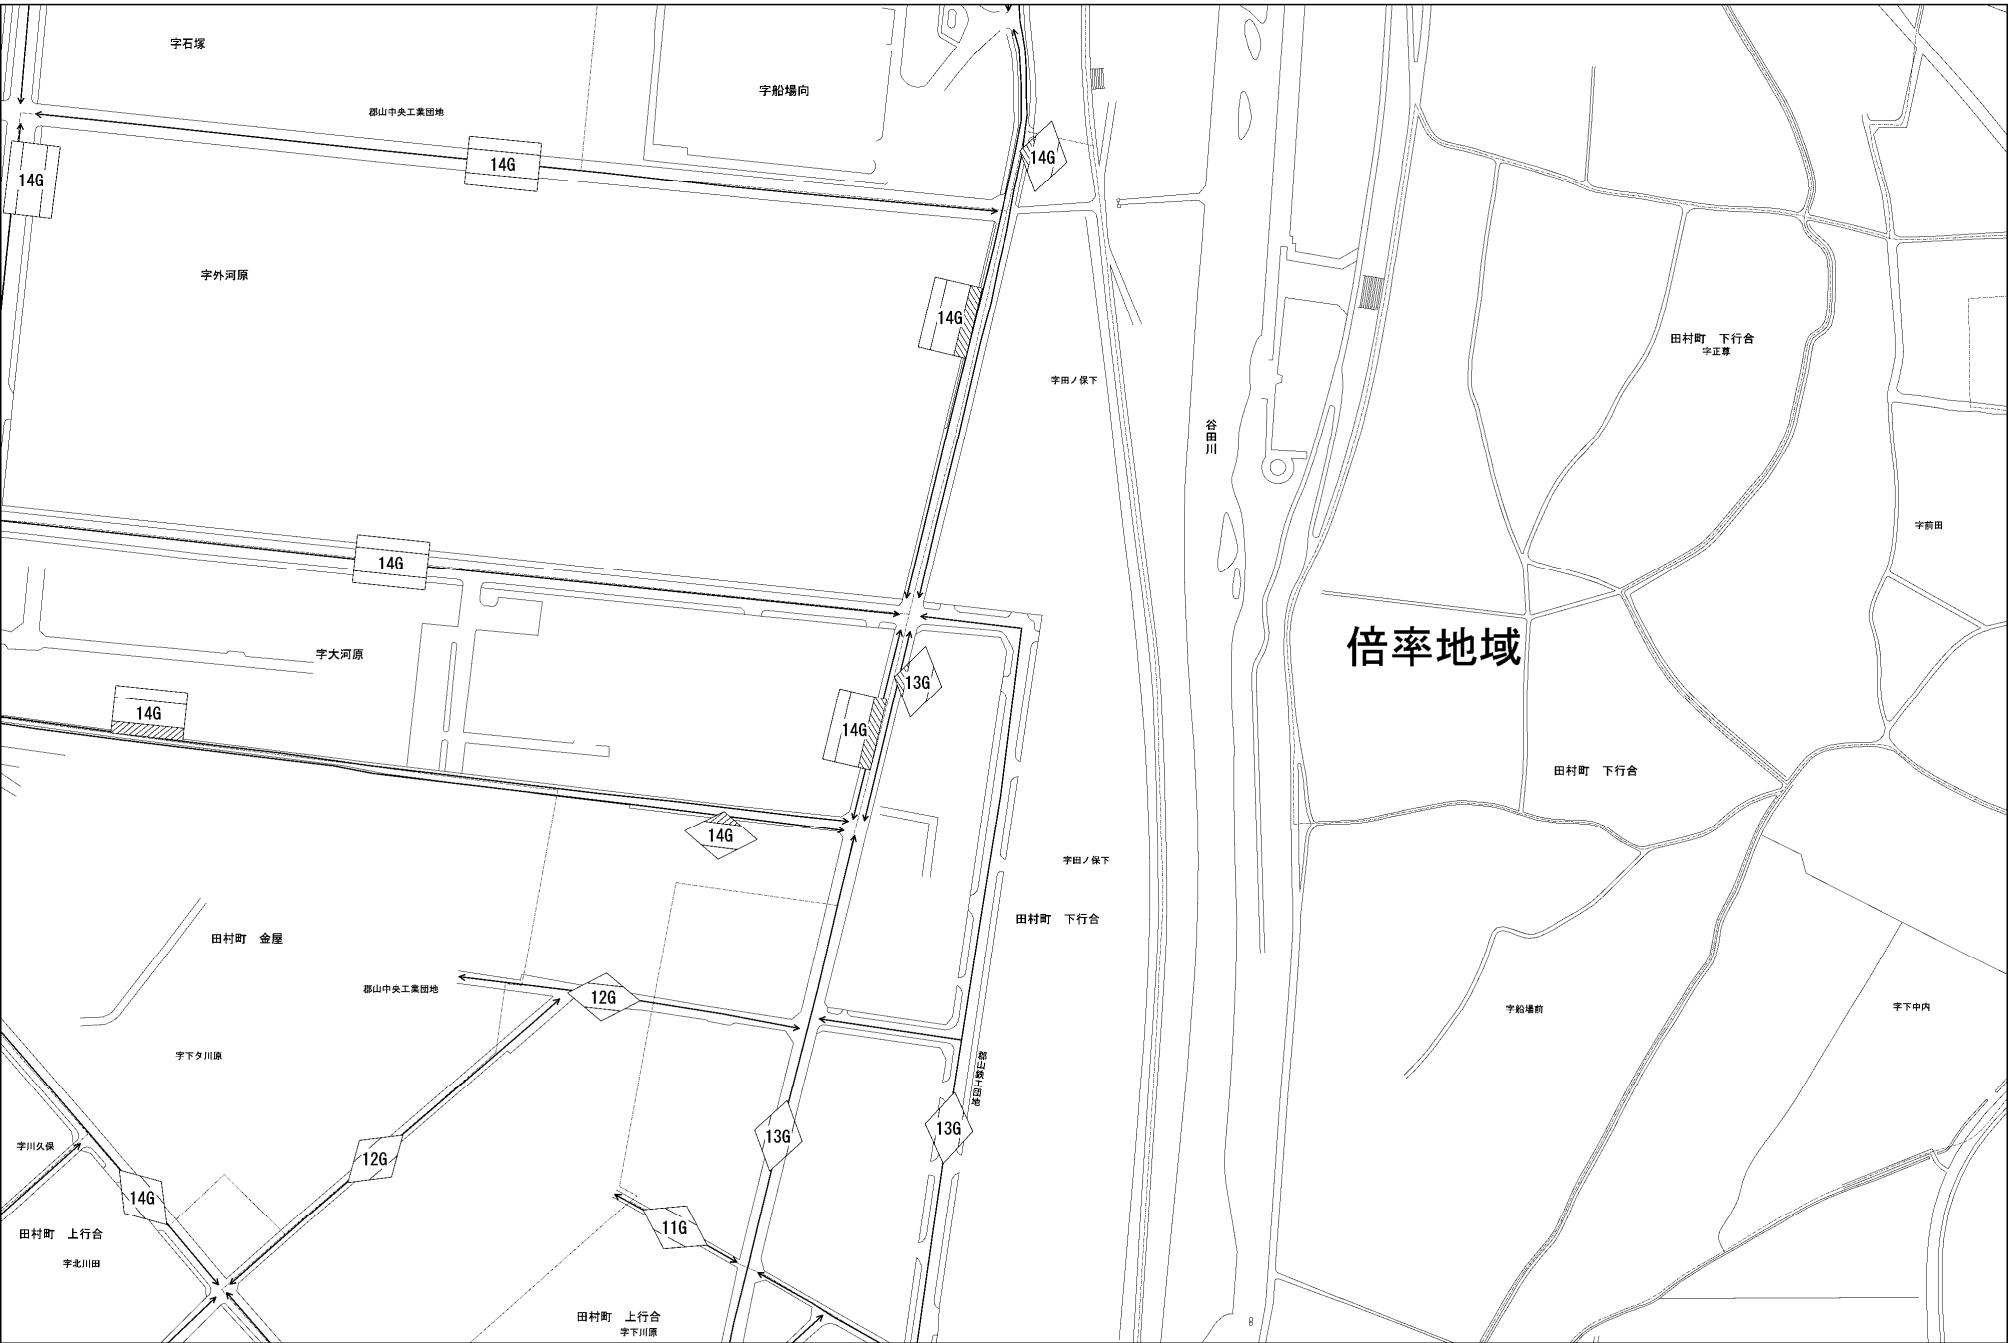 字石塚
字船場向
郡山中央工業団地
14G
14G
14G
字外河原
14G
田村町 下行合
字正尊
字田ノ保下
谷田川
字前田
14G
倍率地域
字大河原
13G
14G
14G
田村町 下行合
14G
字田ノ保下
田村町 下行合
田村町 金屋
郡山中央工業団地
12G
字船場前
字下中内
字下タ川原
郡山鉄工団地
13G
13G
字川久保
12G
14G
11G
田村町 上行合
字北川田
田村町 上行合
字下川原
8